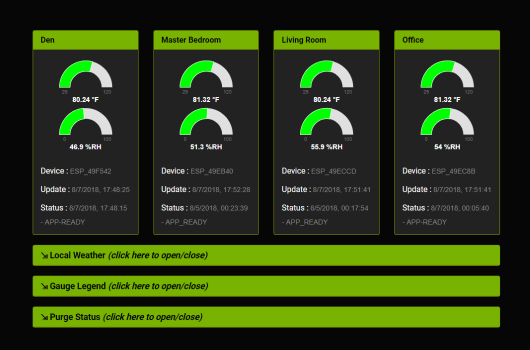 Den
25 125
80.24 °F
0 100
46.9 %RH
Device : ESP_49F542
Update : 8/7/2018, 17:48:25
Status : 8/7/2018, 17:48:15
- APP-READY
Master Bedroom
25 125
81.32 °F
0 100
51.3 %RH
Device : ESP_49EB40
Update : 8/7/2018, 17:52:28
Status : 8/5/2018, 00:23:39
- APP_READY
Living Room
25 125
80.24 °F
0 100
55.9 %RH
Device : ESP_49ECCD
Update : 8/7/2018, 17:51:41
Status : 8/5/2018, 00:17:54
- APP_READY
Office
25 125
81.32 °F
0 100
54 %RH
Device : ESP_49EC8B
Update : 8/7/2018, 17:51:41
Status : 8/7/2018, 00:05:40
- APP-READY
⇘ Local Weather (click here to open/close)
⇘ Gauge Legend (click here to open/close)
⇘ Purge Status (click here to open/close)